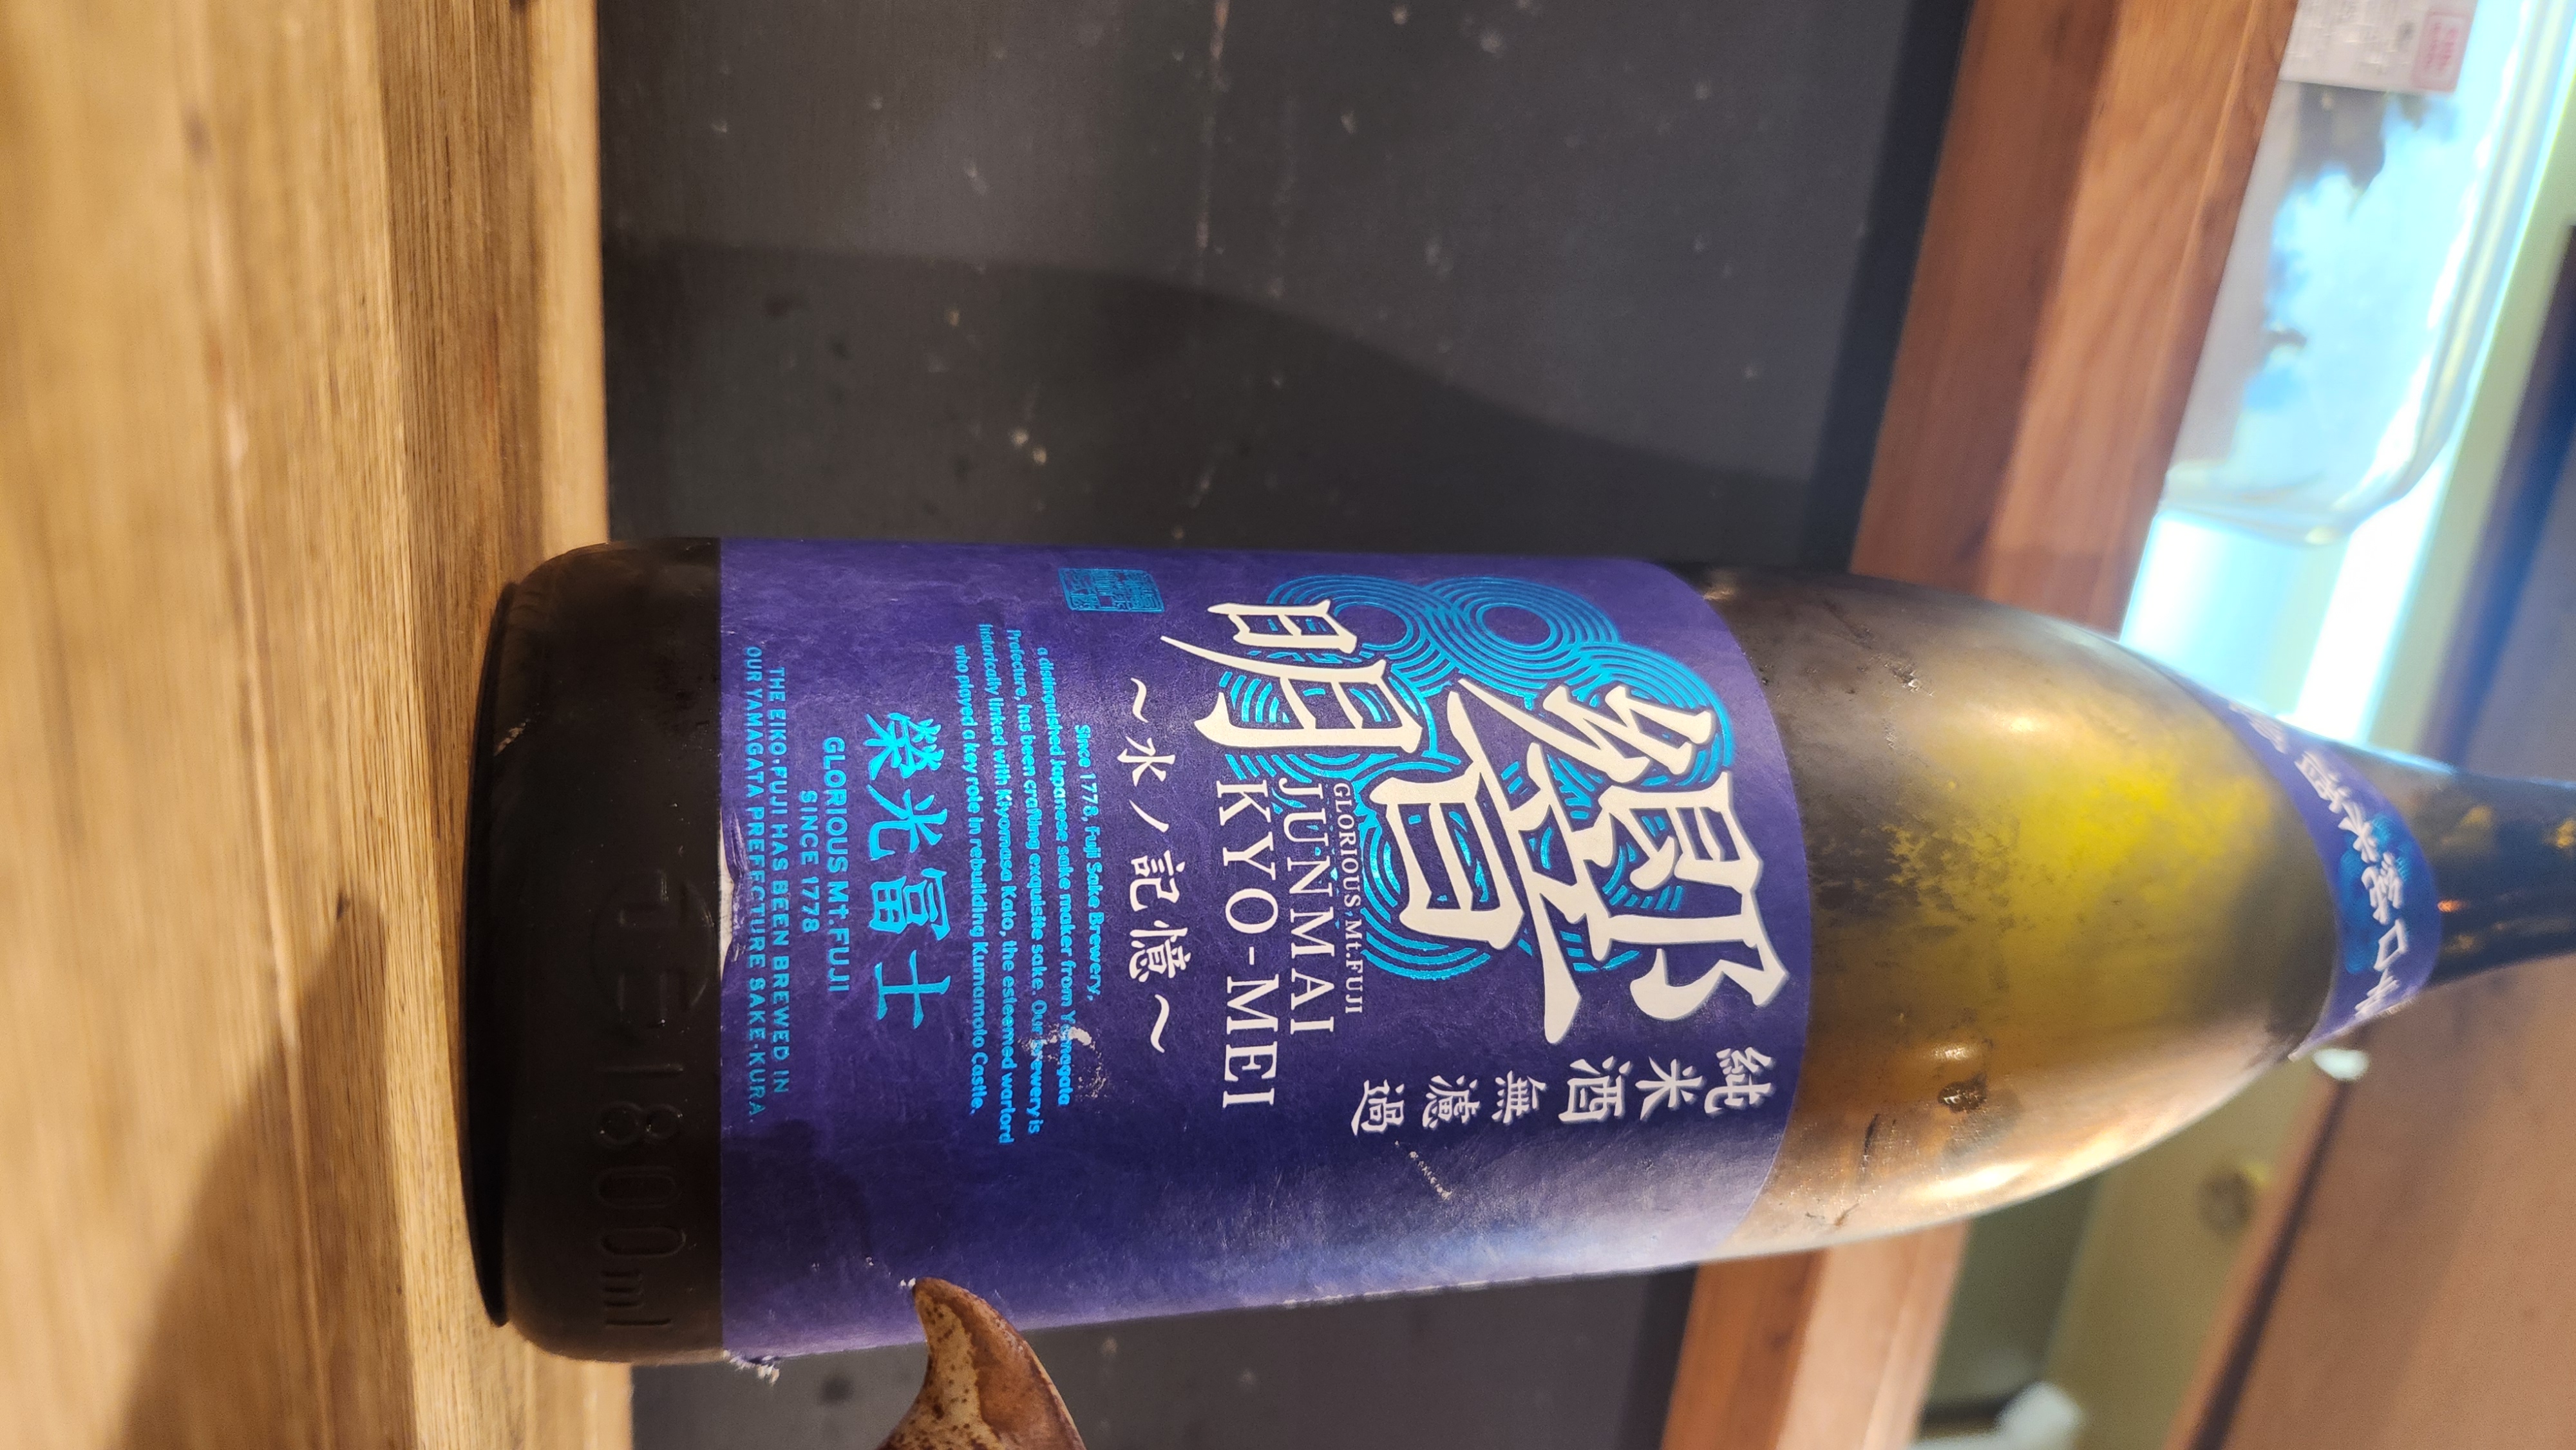 純米酒 無濾過
響明
GLORIOUS,Mt.FUJI
JUNMAI
KYO-MEI
～水ノ記憶～
Since 1778, Fuji Sake Brewery,
a distinguished Japanese sake maker from Yamagata
Prefecture, has been crafting exquisite sake. Our brewery is
historically linked with Kiyomasa Kato, the esteemed warlord
who played a key role in rebuilding Kumamoto Castle.
榮光冨士
GLORIOUS MT.FUJI
SINCE 1778
THE EIKO.FUJI HAS BEEN BREWED IN
OUR YAMAGATA PREFECTURE SAKE-KURA
1800ml